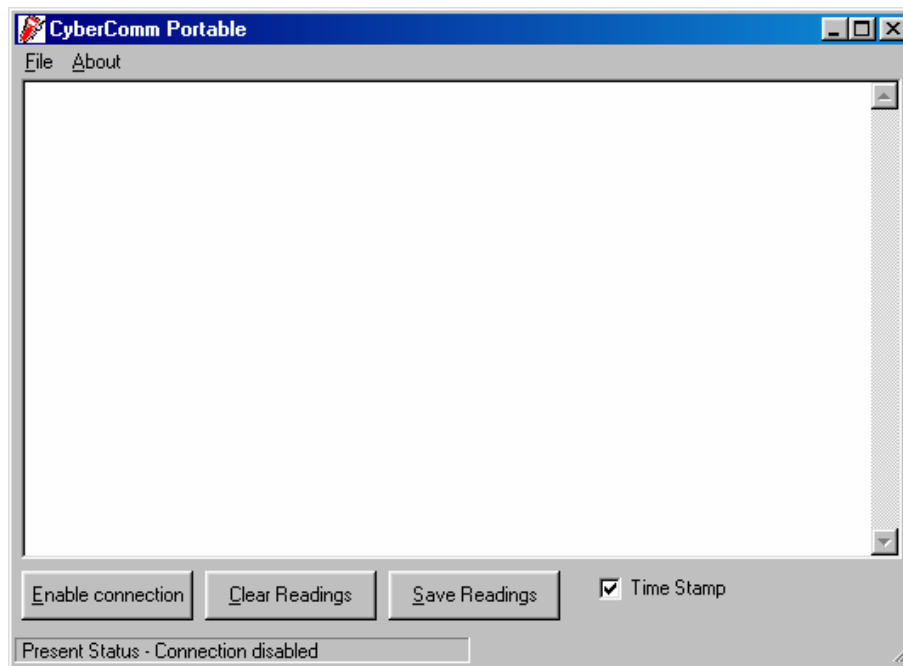 CyberComm Portable
File About
Enable connection Clear Readings Save Readings Time Stamp
Present Status - Connection disabled